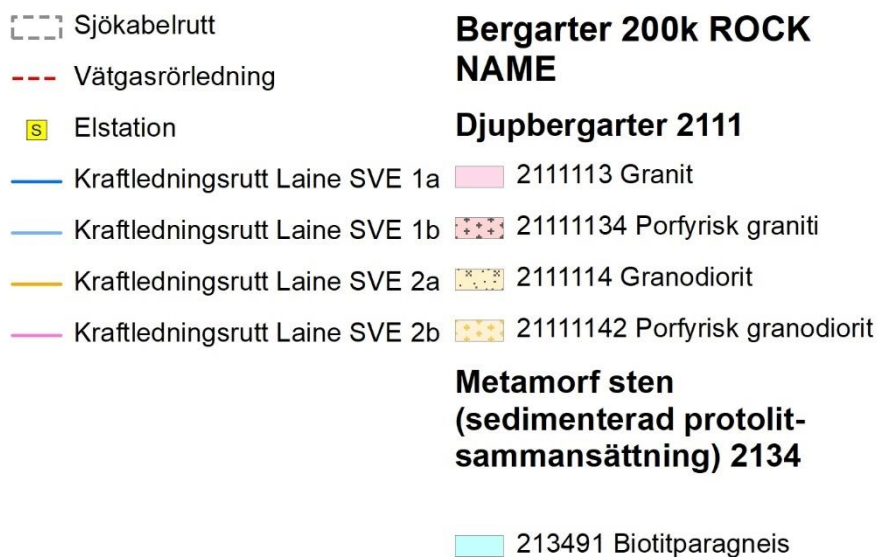 Sjökabelrutt
Vätgasrörledning
S Elstation
Kraftledningsrutt Laine SVE 1a
Kraftledningsrutt Laine SVE 1b
Kraftledningsrutt Laine SVE 2a
Kraftledningsrutt Laine SVE 2b
Bergarter 200k ROCK
NAME
Djupbergarter 2111
2111113 Granit
21111134 Porfyrisk graniti
2111114 Granodiorit
21111142 Porfyrisk granodiorit
Metamorf sten
(sedimenterad protolit-
sammansättning) 2134
213491 Biotitparagneis